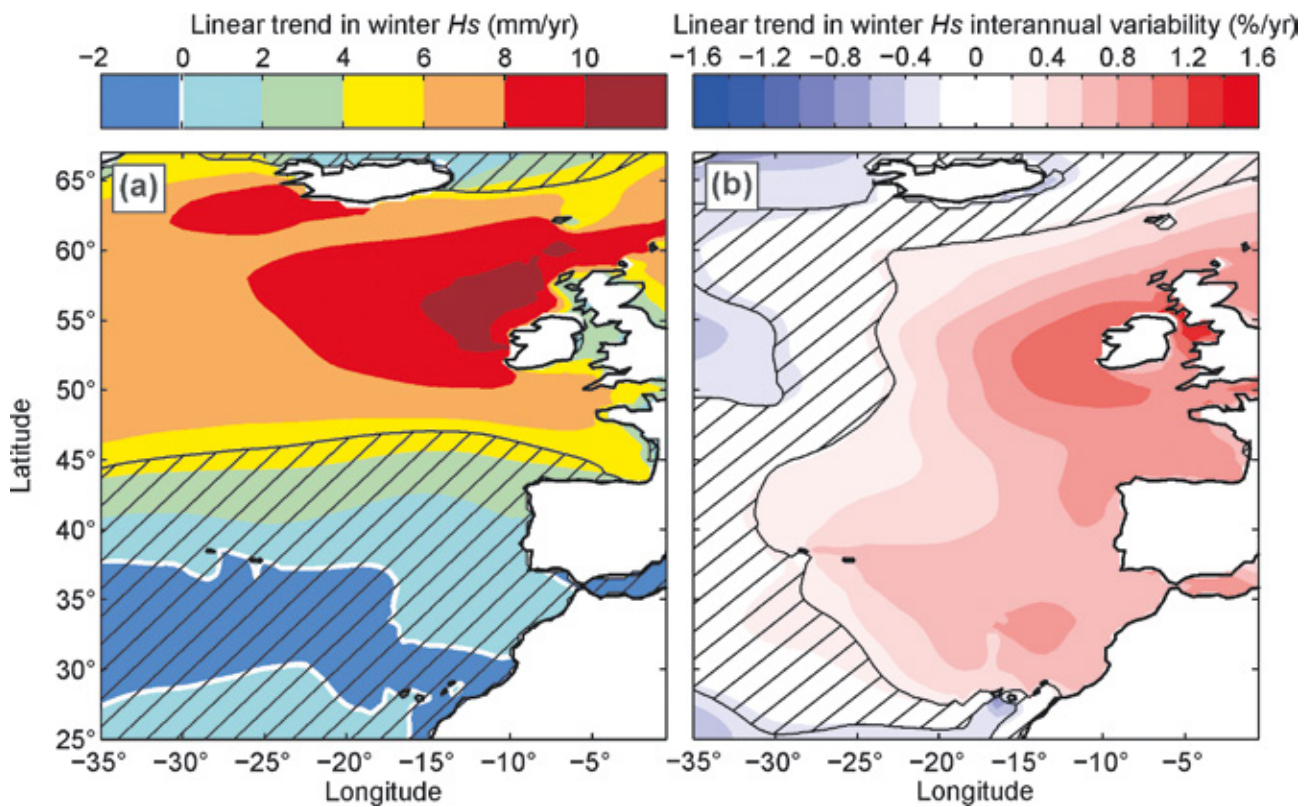 Linear trend in winter Hs (mm/yr)
−2 0 2 4 6 8 10
Linear trend in winter Hs interannual variability (%/yr)
−1.6 −1.2 −0.8 −0.4 0 0.4 0.8 1.2 1.6
(a)
(b)
65°
60°
55°
50°
45°
40°
35°
30°
25°
Latitude
−35° −30° −25° −20° −15° −10° −5°
Longitude
−35° −30° −25° −20° −15° −10° −5°
Longitude